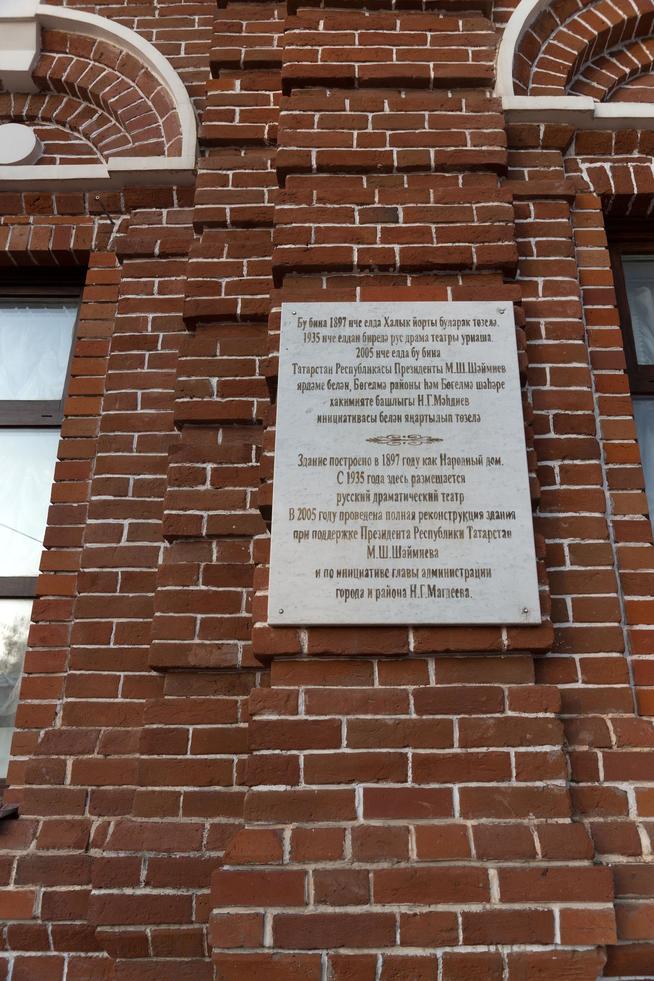 Бу бина 1897 нче елда Халык йорты буларак төзелә.
1935 нче елдан бирелә рус драма театры урнаша.
2005 нче елда бу бина
Татарстан Республикасы Президенты М.Ш.Шәймиев
ярдәме белән, Бөгелмә районы һәм Бөгелмә шәһәре
хакимияте башлыгы Н.Г.Мәһдиев
инициативасы белән яңартылып төзелә
Здание построено в 1897 году как Народный дом.
С 1935 года здесь размещается
русский драматический театр
В 2005 году проведена полная реконструкция здания
при поддержке Президента Республики Татарстан
М.Ш.Шаймиева
и по инициативе главы администрации
города и района Н.Г.Магдеева.